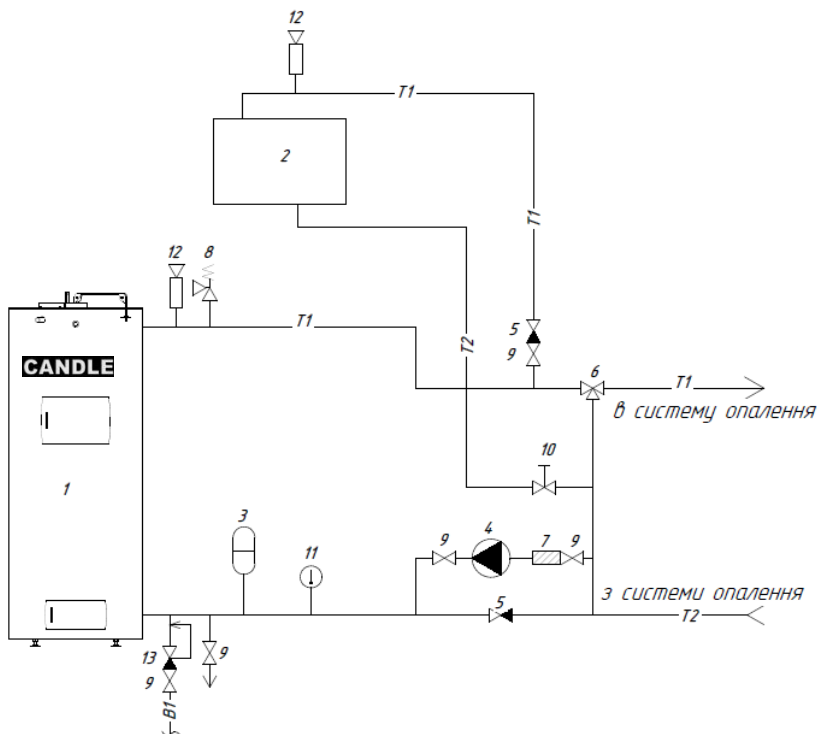 12
T1
2
T1
12
8
T1
T2
5
9
6
T1
CANDLE
в систему опалення
10
1
3
11
9
4
7
9
з системи опалення
5
T2
13
9
9
B1